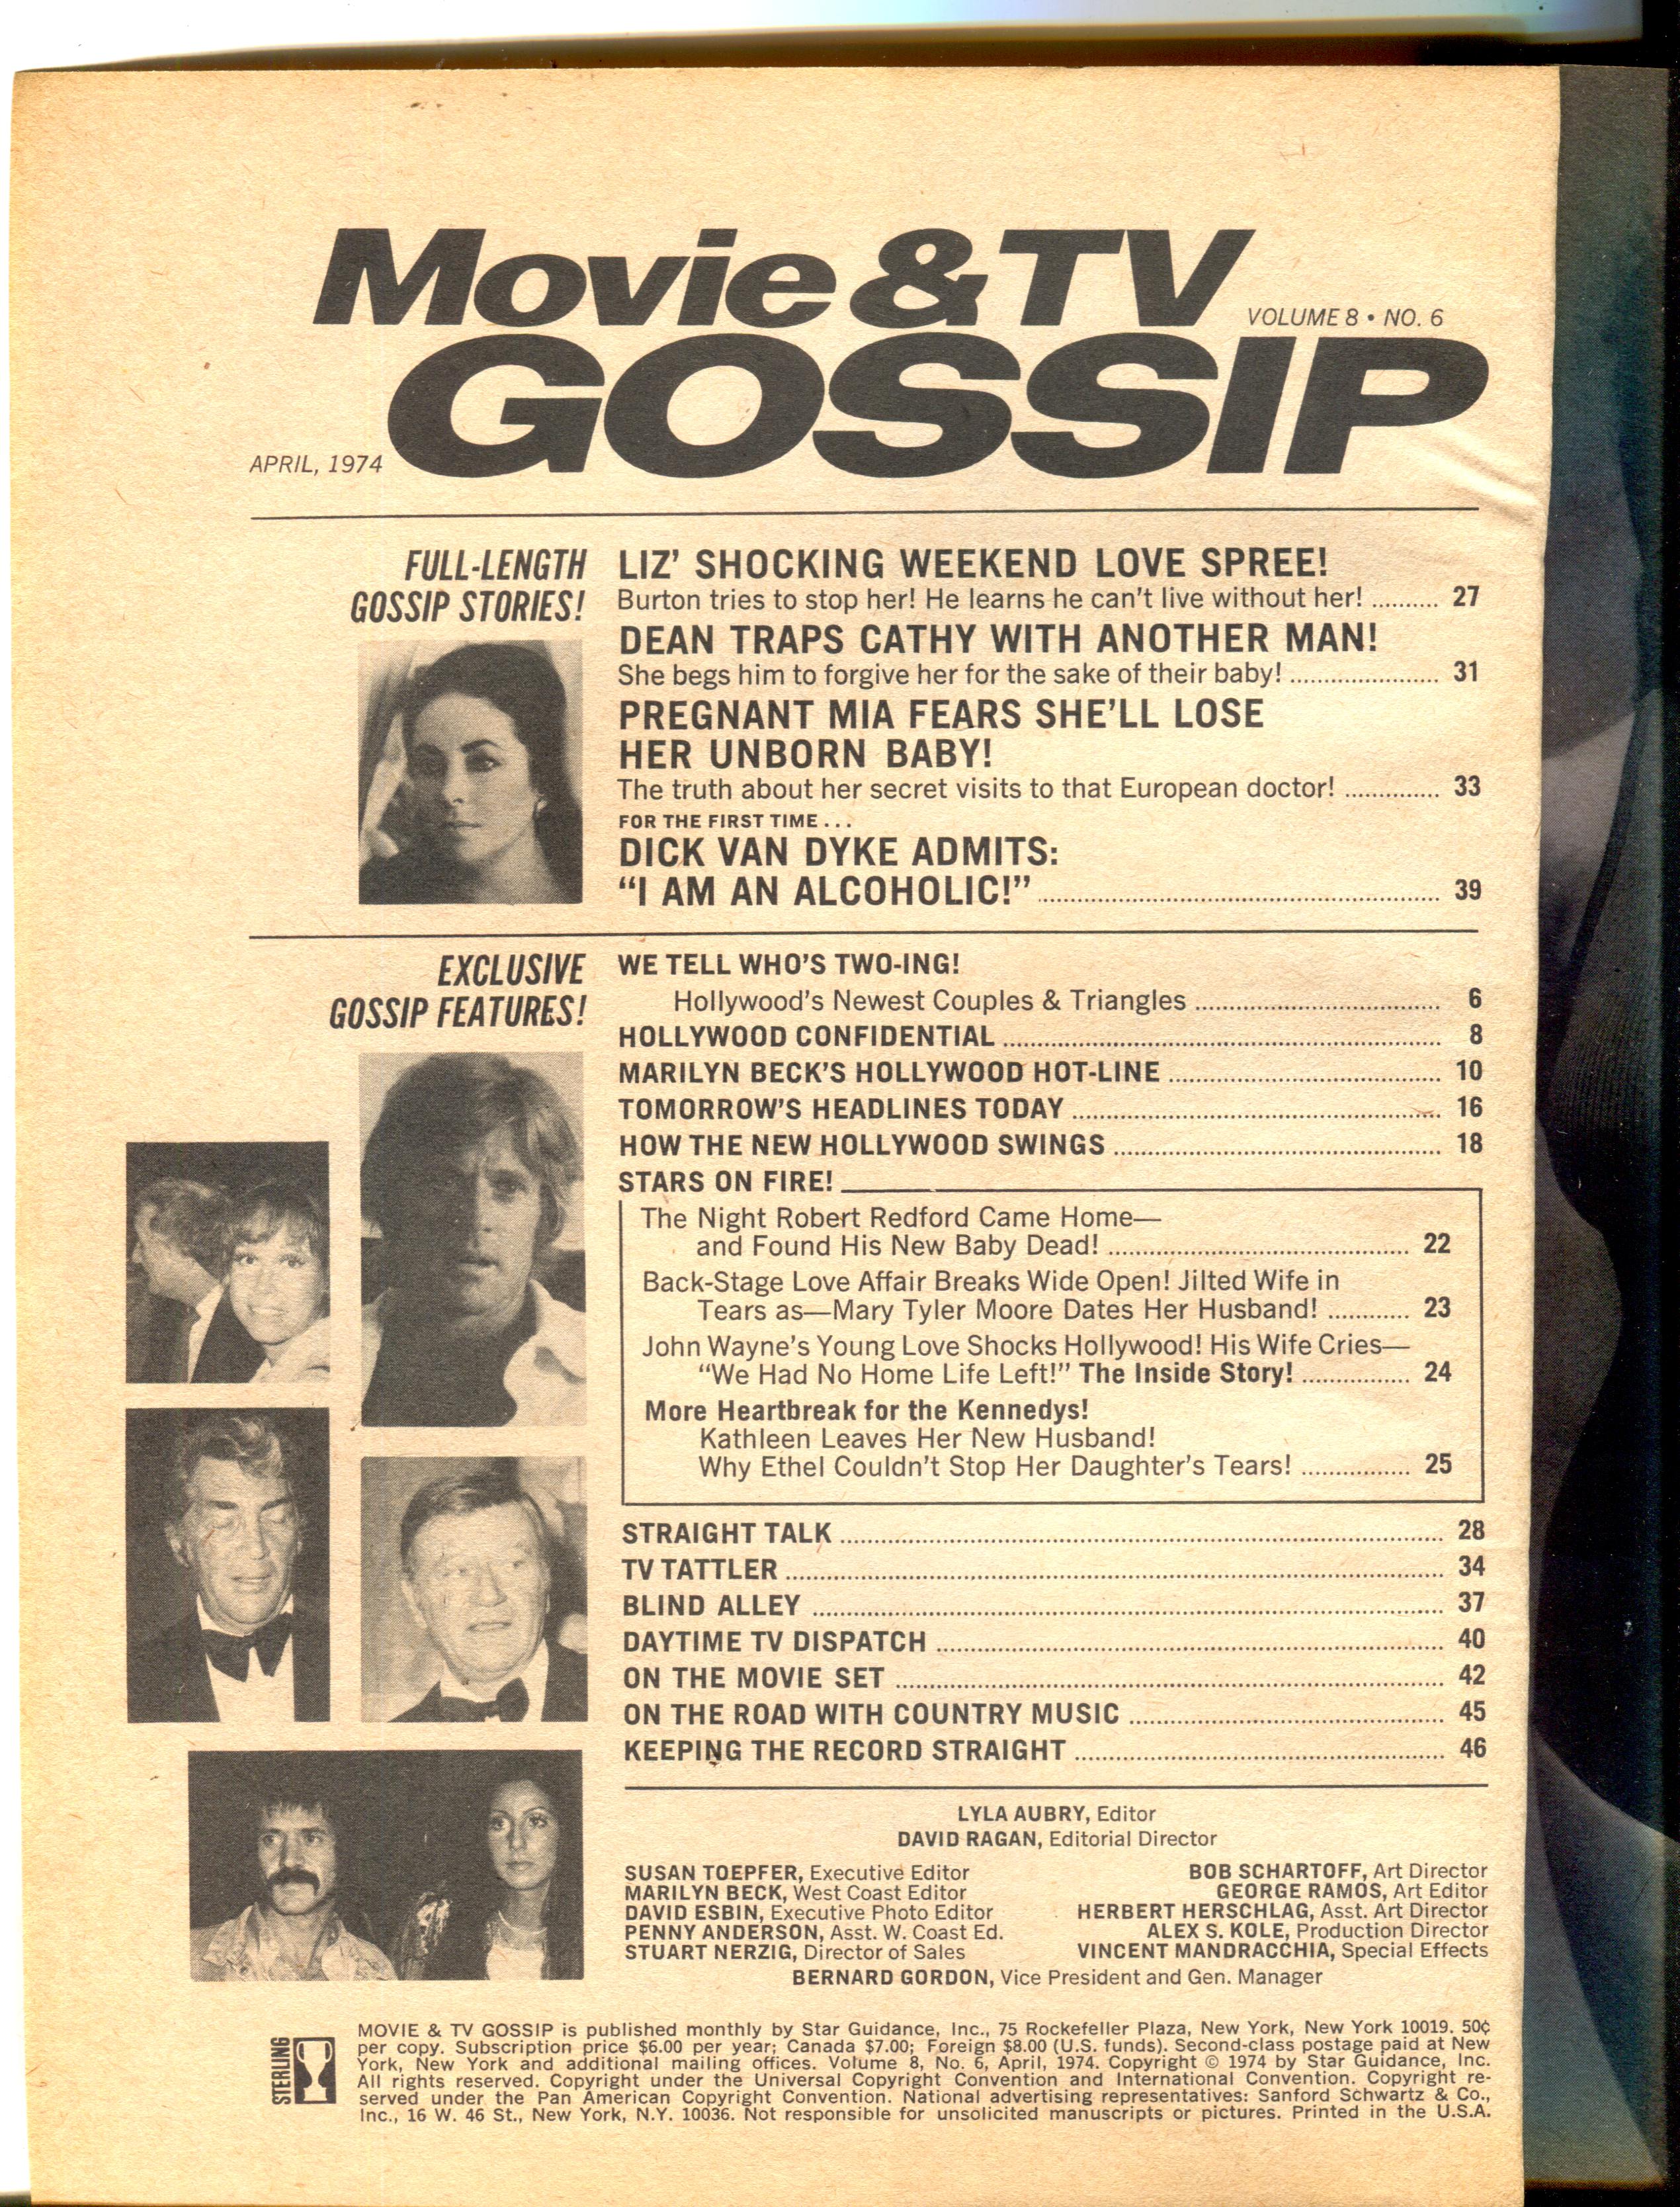 Movie & TV
VOLUME 8 • NO. 6
GOSSIP
APRIL, 1974
FULL-LENGTH
GOSSIP STORIES!
LIZ' SHOCKING WEEKEND LOVE SPREE!
Burton tries to stop her! He learns he can't live without her! .......... 27
DEAN TRAPS CATHY WITH ANOTHER MAN!
She begs him to forgive her for the sake of their baby! ...................... 31
PREGNANT MIA FEARS SHE'LL LOSE
HER UNBORN BABY!
The truth about her secret visits to that European doctor! .............. 33
FOR THE FIRST TIME . . .
DICK VAN DYKE ADMITS:
“I AM AN ALCOHOLIC!” ............................................................ 39
EXCLUSIVE
GOSSIP FEATURES!
WE TELL WHO'S TWO-ING!
Hollywood's Newest Couples & Triangles .................................... 6
HOLLYWOOD CONFIDENTIAL ................................................................ 8
MARILYN BECK'S HOLLYWOOD HOT-LINE ........................................ 10
TOMORROW'S HEADLINES TODAY ...................................................... 16
HOW THE NEW HOLLYWOOD SWINGS ................................................ 18
STARS ON FIRE!
The Night Robert Redford Came Home—
and Found His New Baby Dead! ............................................ 22
Back-Stage Love Affair Breaks Wide Open! Jilted Wife in
Tears as—Mary Tyler Moore Dates Her Husband! ............ 23
John Wayne's Young Love Shocks Hollywood! His Wife Cries—
“We Had No Home Life Left!” The Inside Story! ................ 24
More Heartbreak for the Kennedys!
Kathleen Leaves Her New Husband!
Why Ethel Couldn't Stop Her Daughter's Tears! ................ 25
STRAIGHT TALK ........................................................................................ 28
TV TATTLER ................................................................................................ 34
BLIND ALLEY ............................................................................................ 37
DAYTIME TV DISPATCH .......................................................................... 40
ON THE MOVIE SET ................................................................................ 42
ON THE ROAD WITH COUNTRY MUSIC .............................................. 45
KEEPING THE RECORD STRAIGHT ...................................................... 46
LYLA AUBRY, Editor
DAVID RAGAN, Editorial Director
SUSAN TOEPFER, Executive Editor
MARILYN BECK, West Coast Editor
DAVID ESBIN, Executive Photo Editor
PENNY ANDERSON, Asst. W. Coast Ed.
STUART NERZIG, Director of Sales
BOB SCHARTOFF, Art Director
GEORGE RAMOS, Art Editor
HERBERT HERSCHLAG, Asst. Art Director
ALEX S. KOLE, Production Director
VINCENT MANDRACCHIA, Special Effects
BERNARD GORDON, Vice President and Gen. Manager
STERLING
MOVIE & TV GOSSIP is published monthly by Star Guidance, Inc., 75 Rockefeller Plaza, New York, New York 10019. 50¢
per copy. Subscription price $6.00 per year; Canada $7.00; Foreign $8.00 (U.S. funds). Second-class postage paid at New
York, New York and additional mailing offices. Volume 8, No. 6, April, 1974. Copyright © 1974 by Star Guidance, Inc.
All rights reserved. Copyright under the Universal Copyright Convention and International Convention. Copyright re-
served under the Pan American Copyright Convention. National advertising representatives: Sanford Schwartz & Co.,
Inc., 16 W. 46 St., New York, N.Y. 10036. Not responsible for unsolicited manuscripts or pictures. Printed in the U.S.A.